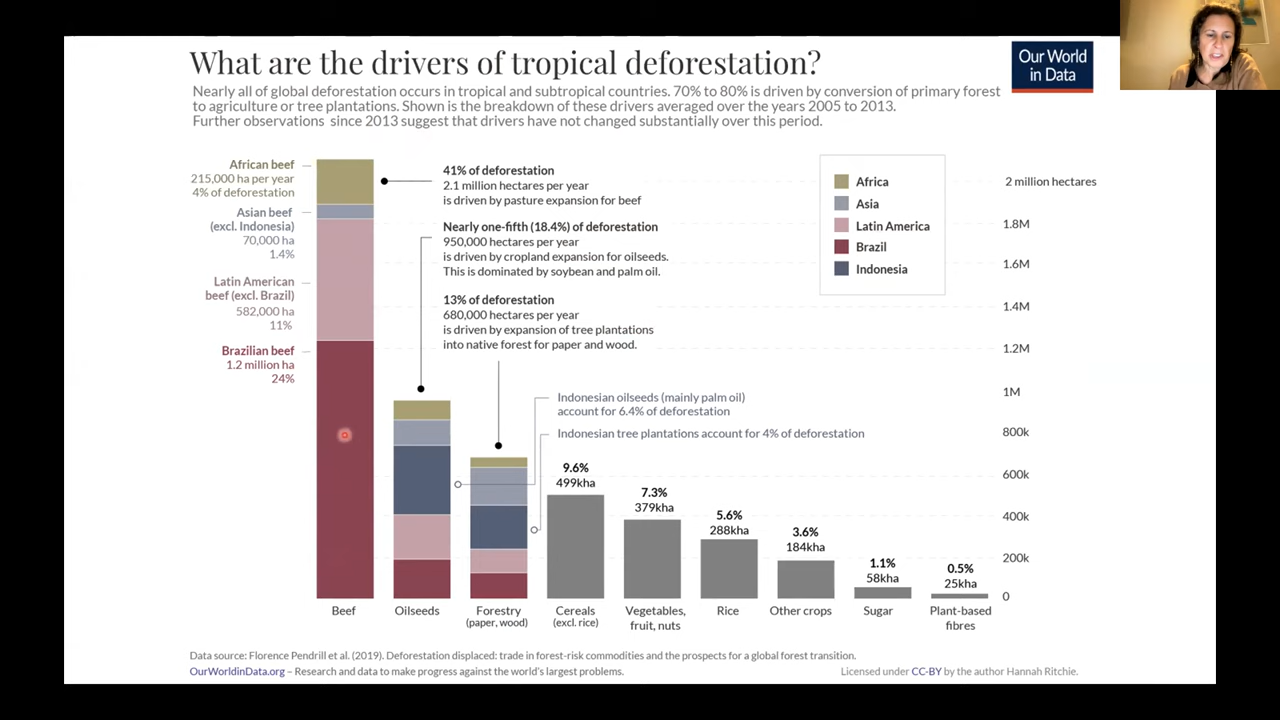 What are the drivers of tropical deforestation?
Our World
in Data
Nearly all of global deforestation occurs in tropical and subtropical countries. 70% to 80% is driven by conversion of primary forest
to agriculture or tree plantations. Shown is the breakdown of these drivers averaged over the years 2005 to 2013.
Further observations since 2013 suggest that drivers have not changed substantially over this period.
African beef
215,000 ha per year
4% of deforestation
Asian beef
(excl. Indonesia)
70,000 ha
1.4%
Latin American
beef (excl. Brazil)
582,000 ha
11%
Brazilian beef
1.2 million ha
24%
41% of deforestation
2.1 million hectares per year
is driven by pasture expansion for beef
Nearly one-fifth (18.4%) of deforestation
950,000 hectares per year
is driven by cropland expansion for oilseeds.
This is dominated by soybean and palm oil.
13% of deforestation
680,000 hectares per year
is driven by expansion of tree plantations
into native forest for paper and wood.
Indonesian oilseeds (mainly palm oil)
account for 6.4% of deforestation
Indonesian tree plantations account for 4% of deforestation
Africa
Asia
Latin America
Brazil
Indonesia
2 million hectares
1.8M
1.6M
1.4M
1.2M
1M
800k
600k
400k
200k
0
9.6%
499kha
7.3%
379kha
5.6%
288kha
3.6%
184kha
1.1%
58kha
0.5%
25kha
Beef
Oilseeds
Forestry
(paper, wood)
Cereals
(excl. rice)
Vegetables,
fruit, nuts
Rice
Other crops
Sugar
Plant-based
fibres
Data source: Florence Pendrill et al. (2019). Deforestation displaced: trade in forest-risk commodities and the prospects for a global forest transition.
OurWorldinData.org – Research and data to make progress against the world's largest problems.
Licensed under CC-BY by the author Hannah Ritchie.